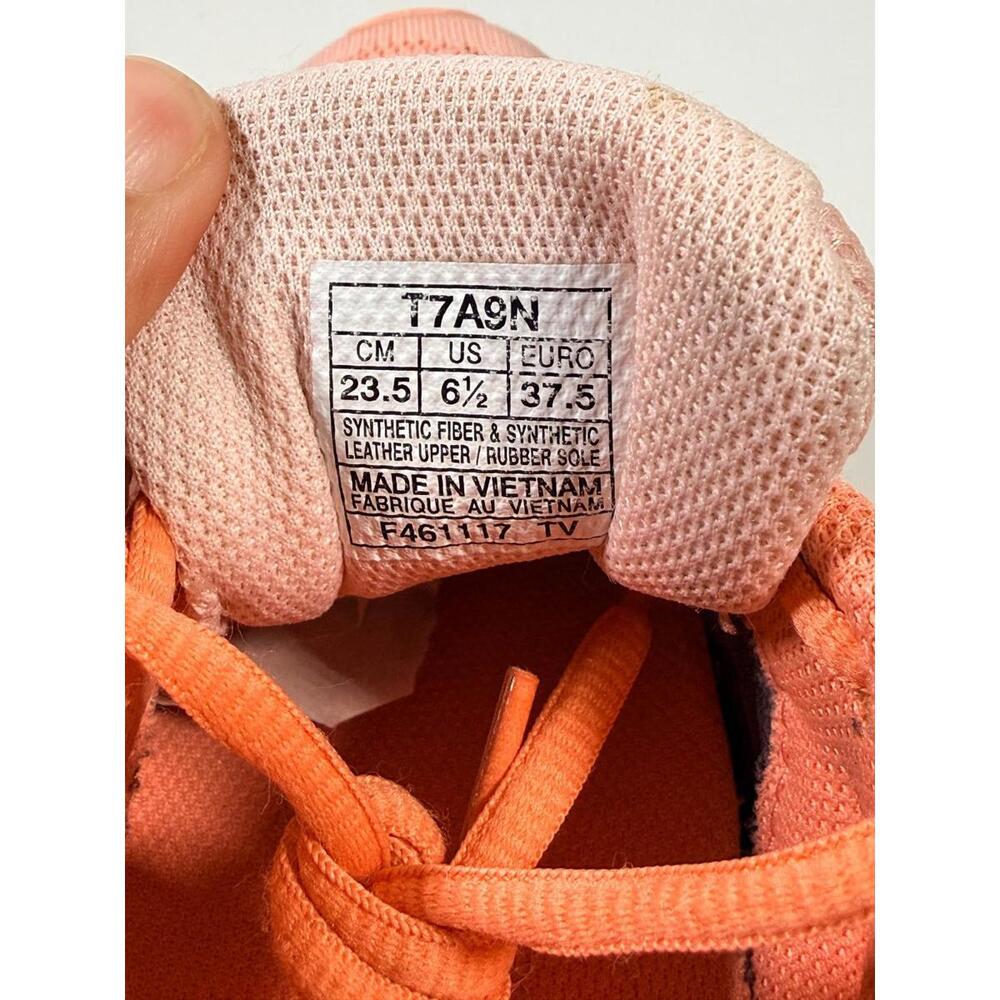 T7A9N
CM US EURO
23.5 6½ 37.5
SYNTHETIC FIBER & SYNTHETIC
LEATHER UPPER / RUBBER SOLE
MADE IN VIETNAM
FABRIQUE AU VIETNAM
F461117 TV